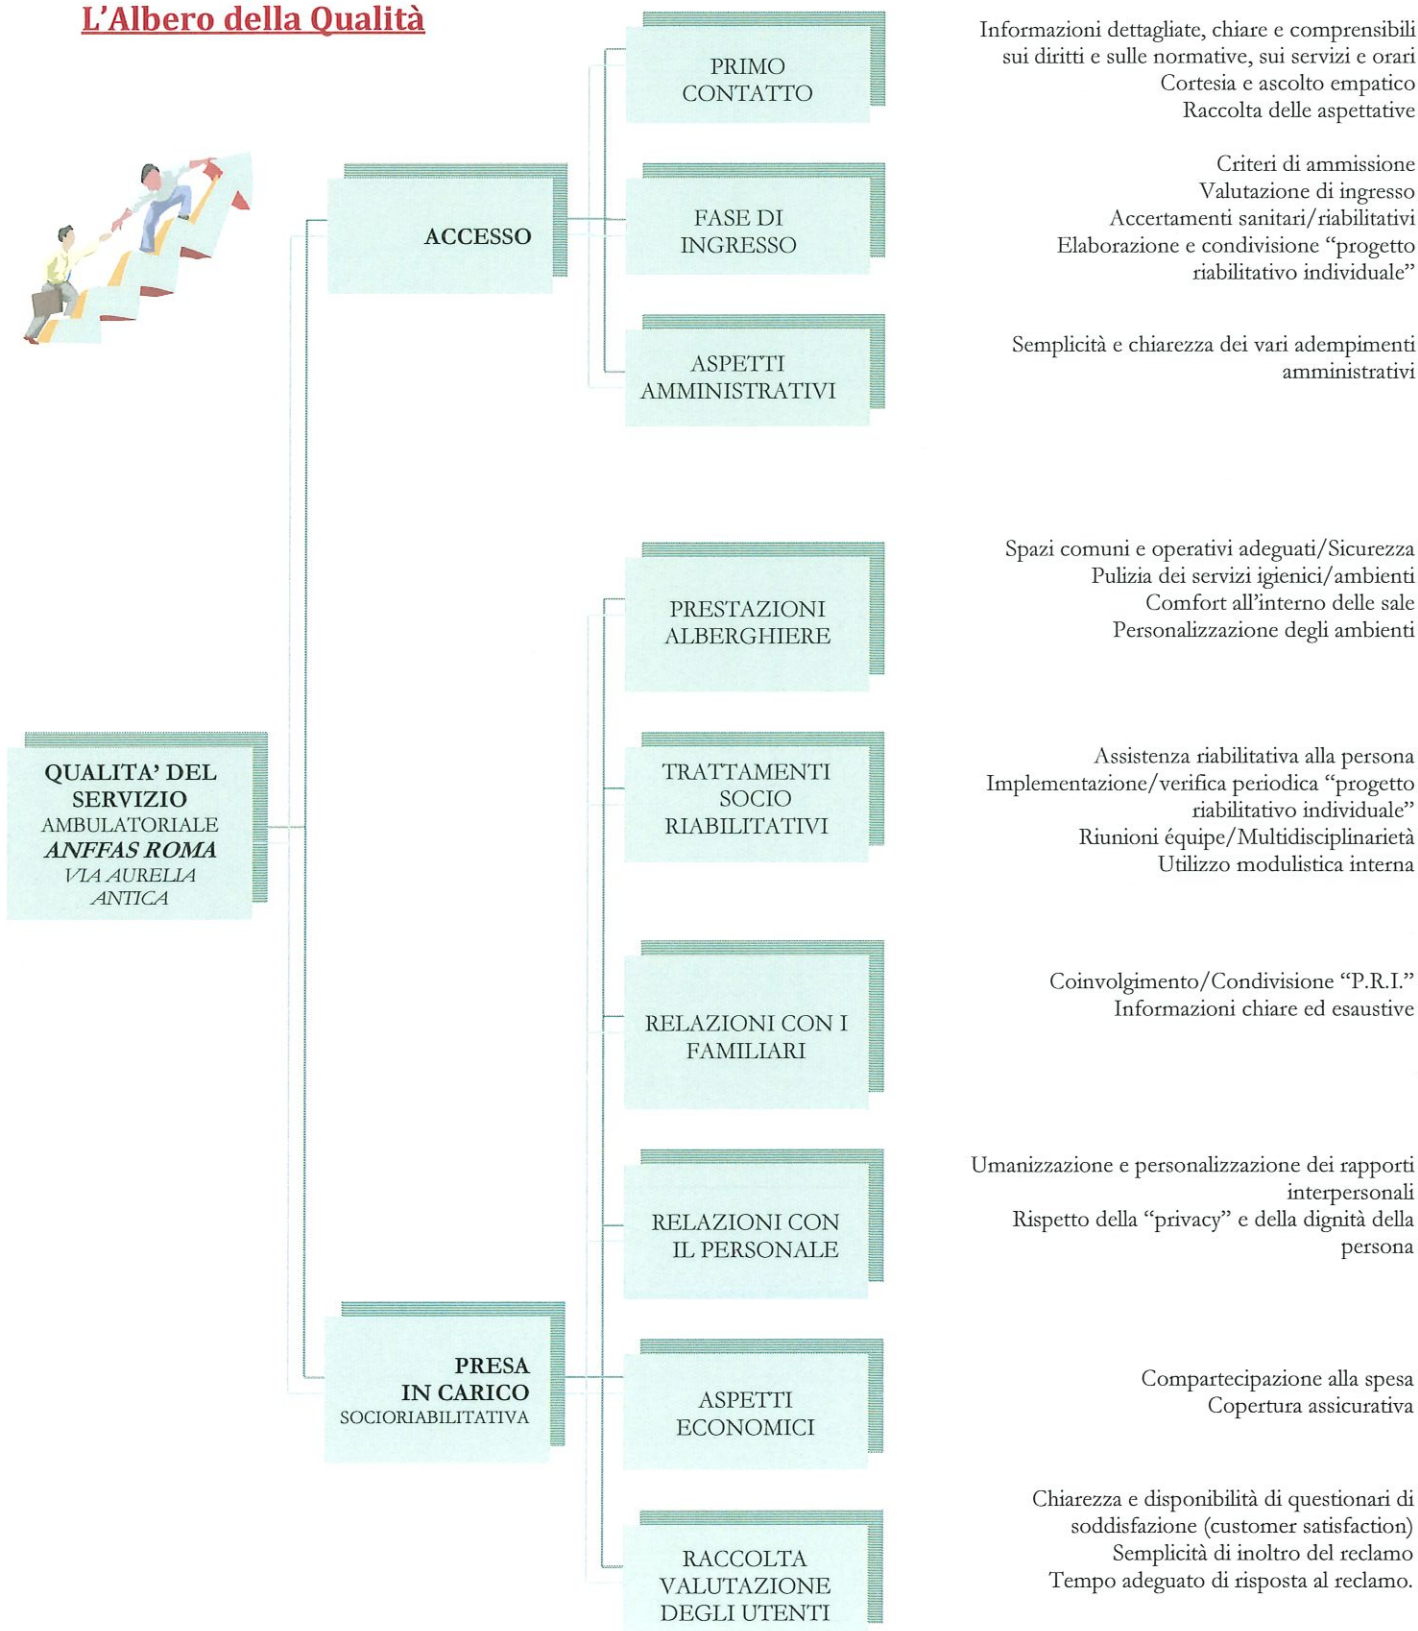 L'Albero della Qualità
PRIMO
CONTATTO
Informazioni dettagliate, chiare e comprensibili
sui diritti e sulle normative, sui servizi e orari
Cortesia e ascolto empatico
Raccolta delle aspettative
ACCESSO
FASE DI
INGRESSO
Criteri di ammissione
Valutazione di ingresso
Accertamenti sanitari/riabilitativi
Elaborazione e condivisione “progetto
riabilitativo individuale”
ASPETTI
AMMINISTRATIVI
Semplicità e chiarezza dei vari adempimenti
amministrativi
PRESTAZIONI
ALBERGHIERE
Spazi comuni e operativi adeguati/Sicurezza
Pulizia dei servizi igienici/ambienti
Comfort all’interno delle sale
Personalizzazione degli ambienti
QUALITA’ DEL
SERVIZIO
AMBULATORIALE
ANFFAS ROMA
VIA AURELIA
ANTICA
TRATTAMENTI
SOCIO
RIABILITATIVI
Assistenza riabilitativa alla persona
Implementazione/verifica periodica “progetto
riabilitativo individuale”
Riunioni équipe/Multidisciplinarietà
Utilizzo modulistica interna
RELAZIONI CON I
FAMILIARI
Coinvolgimento/Condivisione “P.R.I.”
Informazioni chiare ed esaustive
RELAZIONI CON
IL PERSONALE
Umanizzazione e personalizzazione dei rapporti
interpersonali
Rispetto della “privacy” e della dignità della
persona
PRESA
IN CARICO
SOCIORIABILITATIVA
ASPETTI
ECONOMICI
Compartecipazione alla spesa
Copertura assicurativa
RACCOLTA
VALUTAZIONE
DEGLI UTENTI
Chiarezza e disponibilità di questionari di
soddisfazione (customer satisfaction)
Semplicità di inoltro del reclamo
Tempo adeguato di risposta al reclamo.